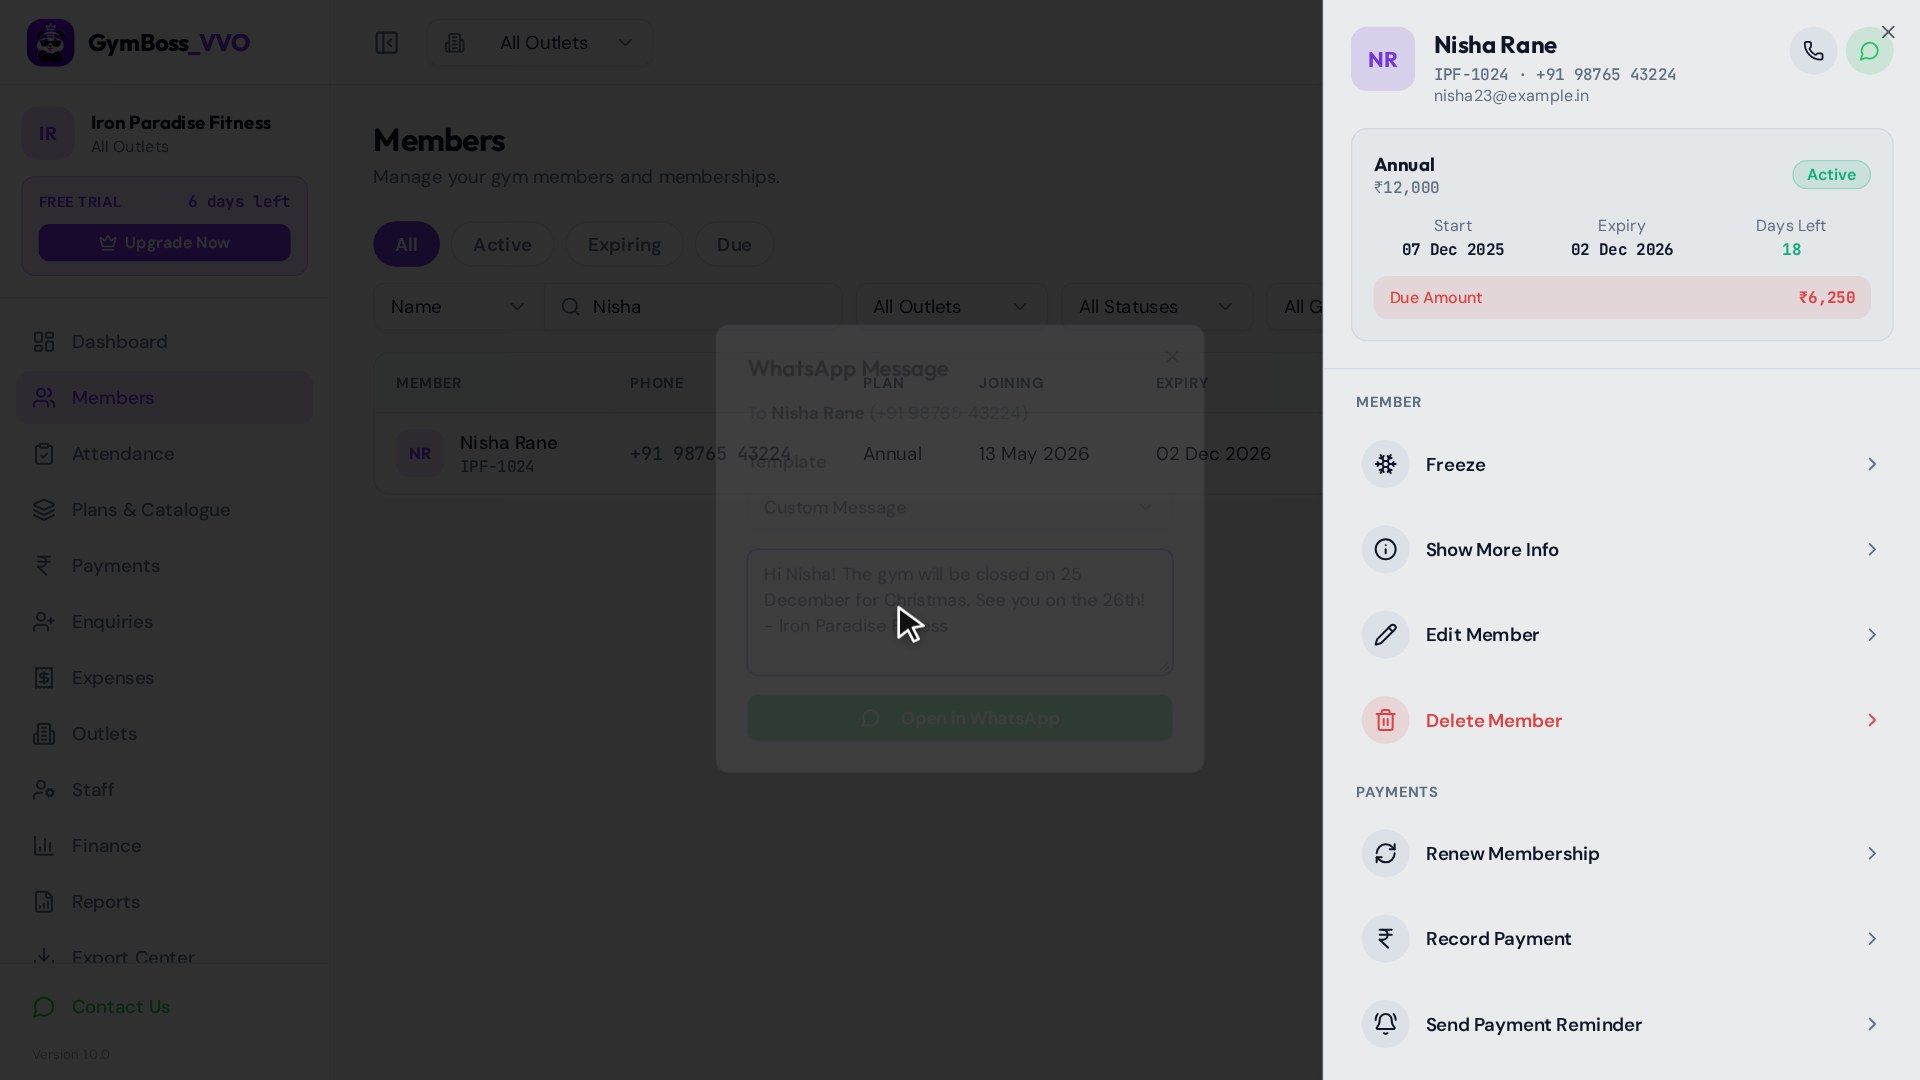 GymBoss_VVO
All Outlets
Iron Paradise Fitness
All Outlets
FREE TRIAL
6 days left
Upgrade Now
Dashboard
Members
Attendance
Plans & Catalogue
Payments
Enquiries
Expenses
Outlets
Staff
Finance
Reports
Export Center
Contact Us
Version 1.0.0
Members
Manage your gym members and memberships.
All
Active
Expiring
Due
Name
Nisha
All Outlets
All Statuses
All G
MEMBER
PHONE
PLAN
JOINING
EXPIRY
NR
Nisha Rane
IPF-1024
+91 98765 43224
Annual
13 May 2026
02 Dec 2026
WhatsApp Message
To Nisha Rane (+91 98765 43224)
Template
Custom Message
Hi Nisha! The gym will be closed on 25
December for Christmas. See you on the 26th!
- Iron Paradise
Open in WhatsApp
NR
Nisha Rane
IPF-1024 · +91 98765 43224
nisha23@example.in
Annual
₹12,000
Active
Start
07 Dec 2025
Expiry
02 Dec 2026
Days Left
18
Due Amount
₹6,250
MEMBER
Freeze
Show More Info
Edit Member
Delete Member
PAYMENTS
Renew Membership
Record Payment
Send Payment Reminder
IR